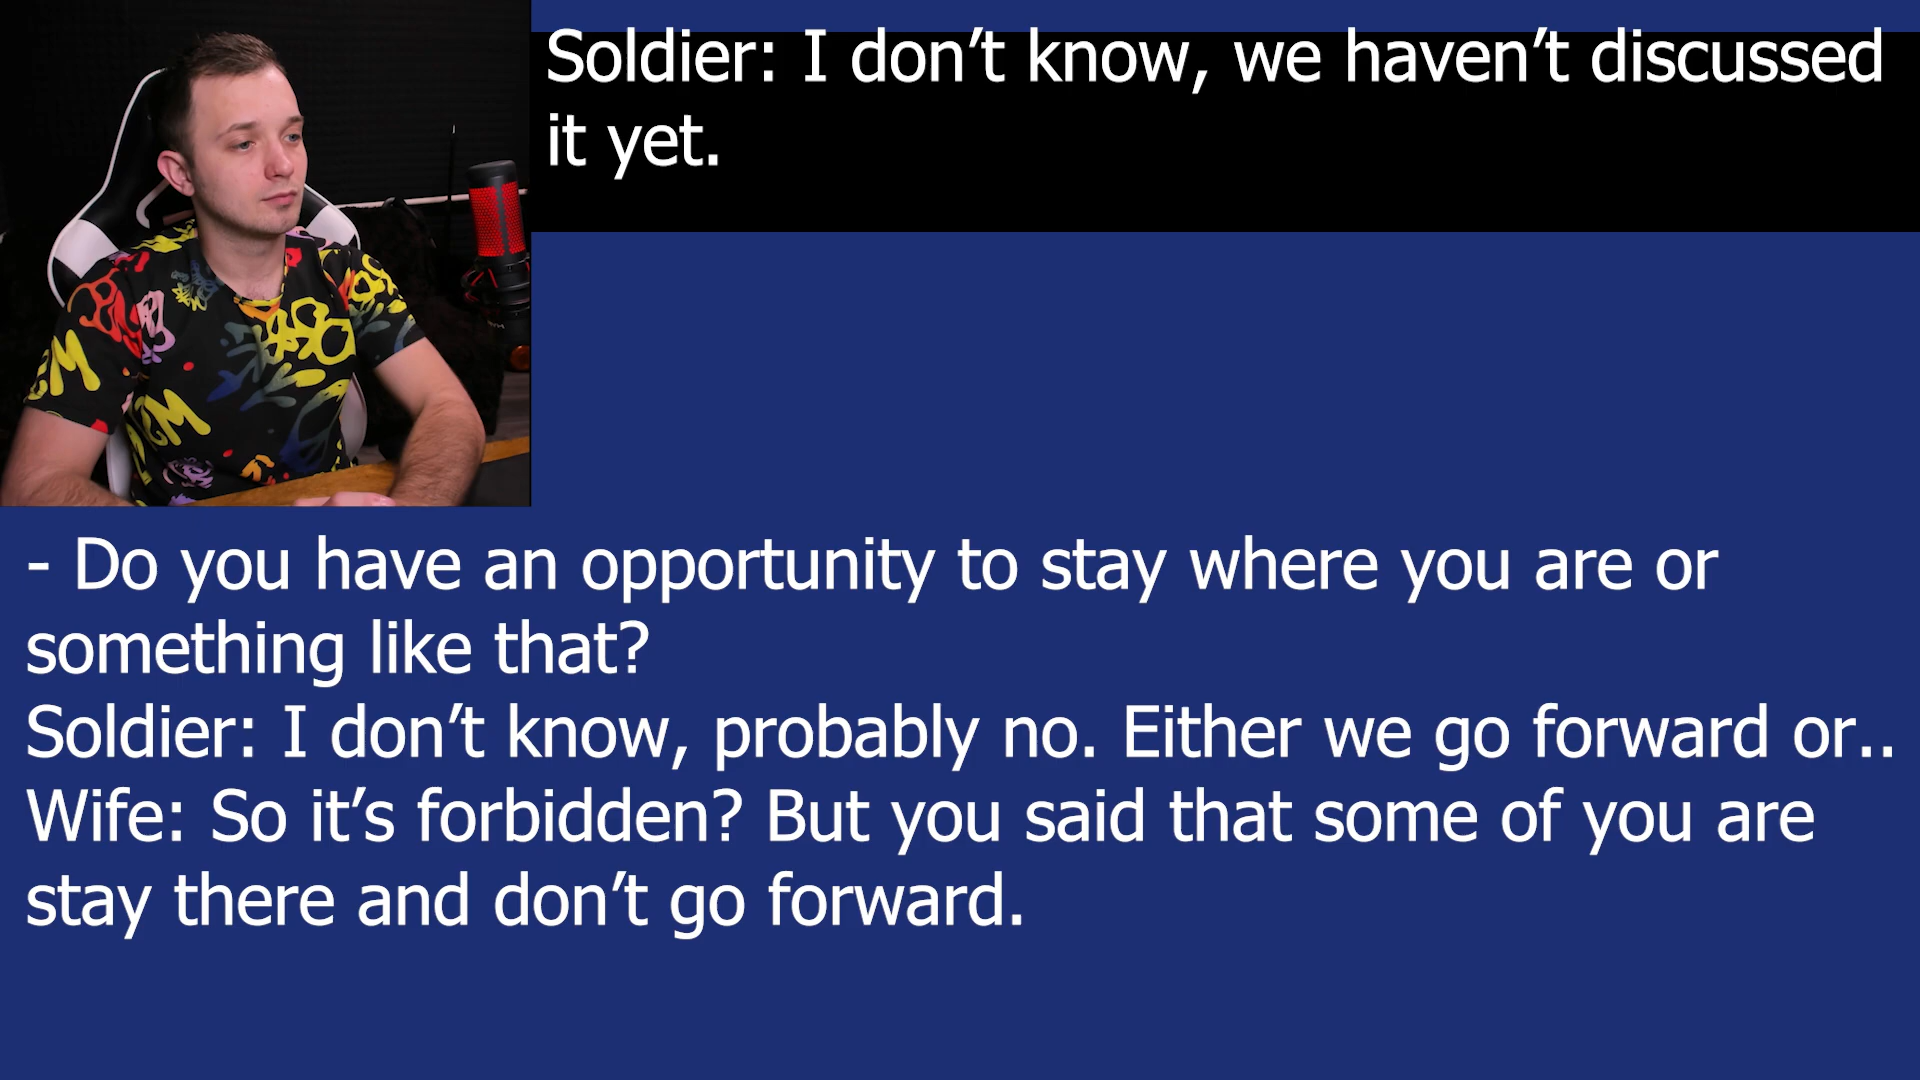 Soldier: I don’t know, we haven’t discussed
it yet.
- Do you have an opportunity to stay where you are or
something like that?
Soldier: I don’t know, probably no. Either we go forward or..
Wife: So it’s forbidden? But you said that some of you are
stay there and don’t go forward.